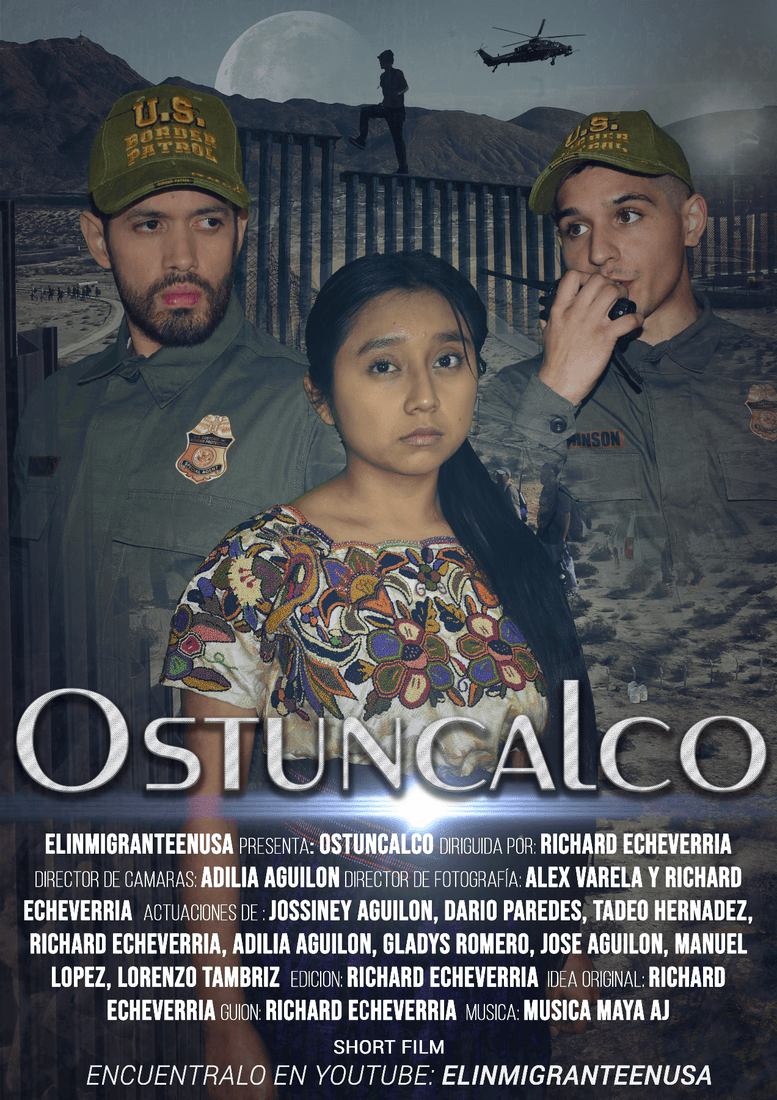 U.S.
BORDER
PATROL
U.S.
SPECIAL AGENT
INSON
OSTUNCALCO
ELINMIGRANTEENUSA PRESENTA: OSTUNCALCO DIRIGUIDA POR: RICHARD ECHEVERRIA
DIRECTOR DE CAMARAS: ADILIA AGUILON DIRECTOR DE FOTOGRAFÍA: ALEX VARELA Y RICHARD
ECHEVERRIA ACTUACIONES DE : JOSSINEY AGUILON, DARIO PAREDES, TADEO HERNADEZ,
RICHARD ECHEVERRIA, ADILIA AGUILON, GLADYS ROMERO, JOSE AGUILON, MANUEL
LOPEZ, LORENZO TAMBRIZ EDICION: RICHARD ECHEVERRIA IDEA ORIGINAL: RICHARD
ECHEVERRIA GUION: RICHARD ECHEVERRIA MUSICA: MUSICA MAYA AJ
SHORT FILM
ENCUENTRALO EN YOUTUBE: ELINMIGRANTEENUSA